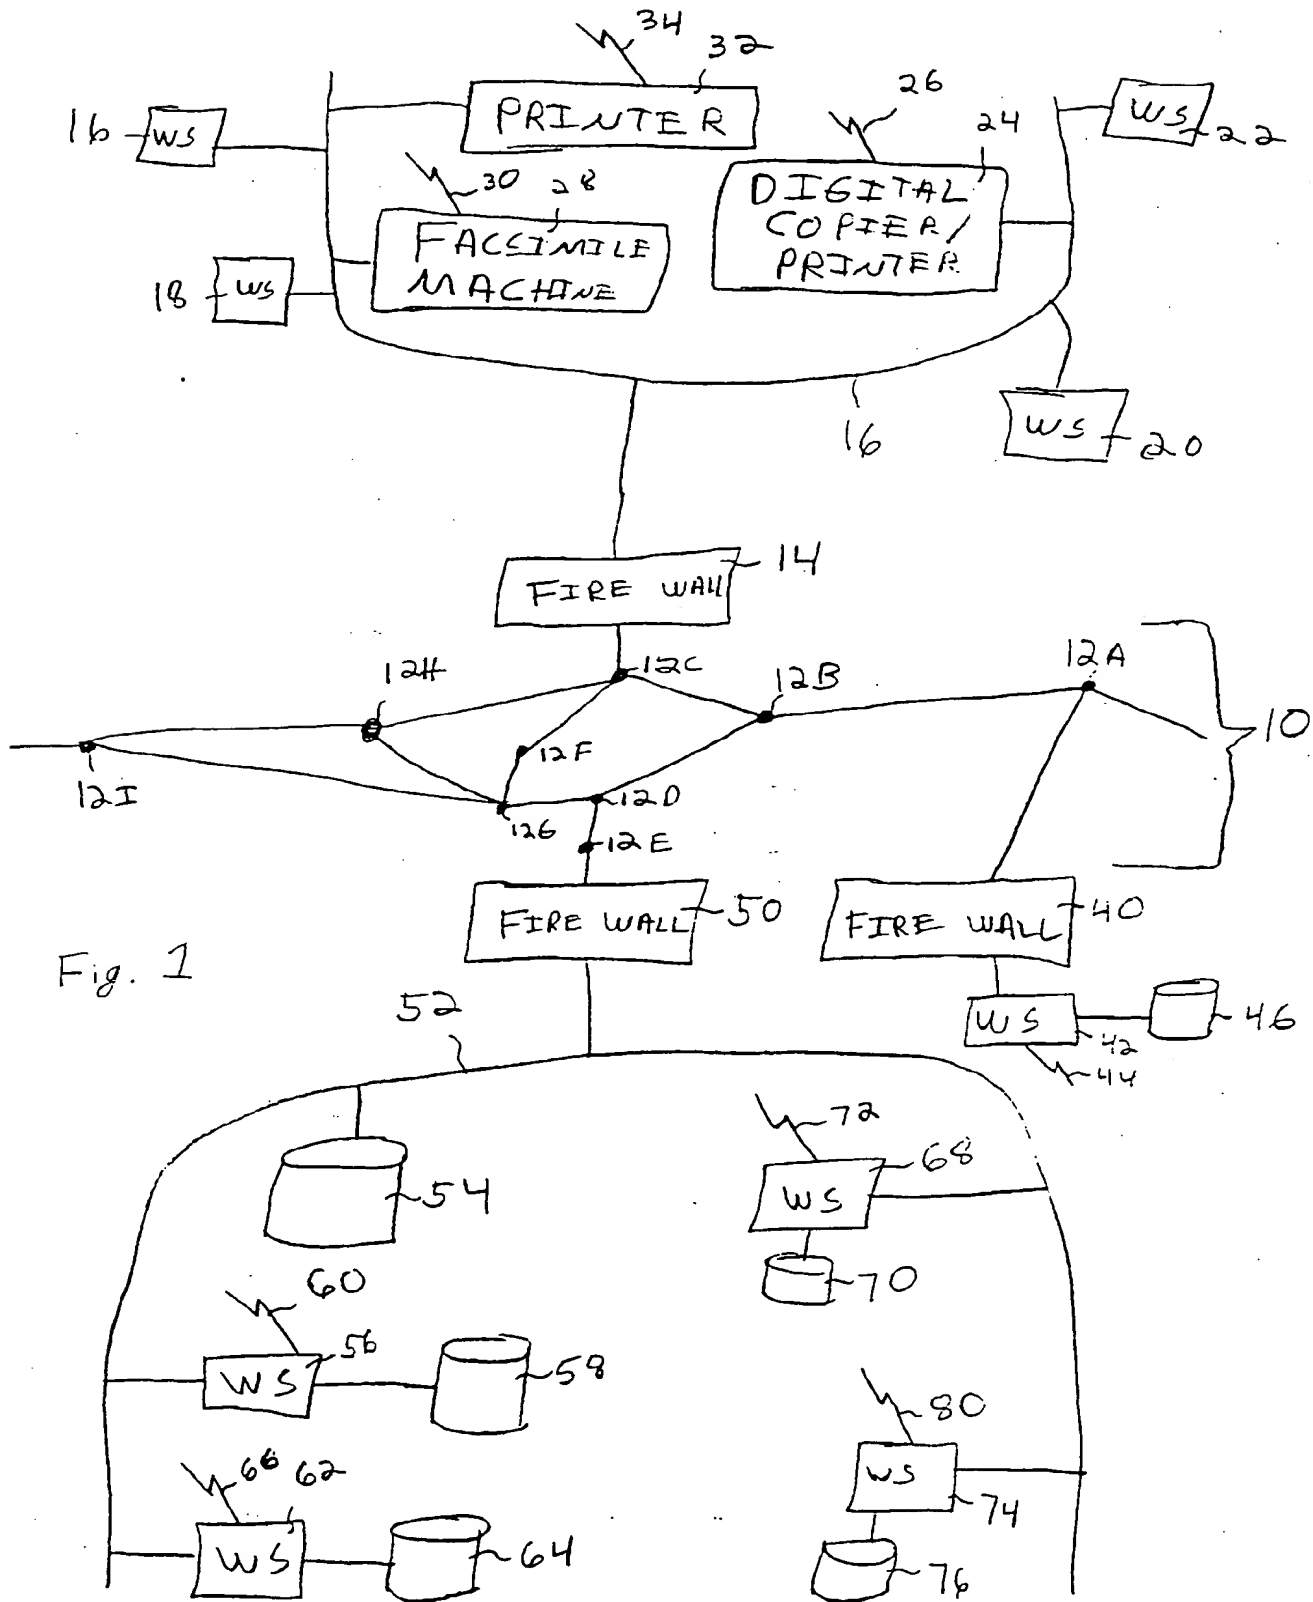 34
32
PRINTER
16
WS
26
24
WS
22
30
28
DIGITAL
COPIER/
PRINTER
FACSIMILE
MACHINE
18
WS
16
WS
20
14
FIRE WALL
12H
12C
12B
12A
10
12F
12I
12G
12D
12E
FIRE WALL
50
FIRE WALL
40
Fig. 1
52
WS
42
46
44
54
72
68
WS
70
60
56
WS
58
80
WS
74
66
62
WS
64
76